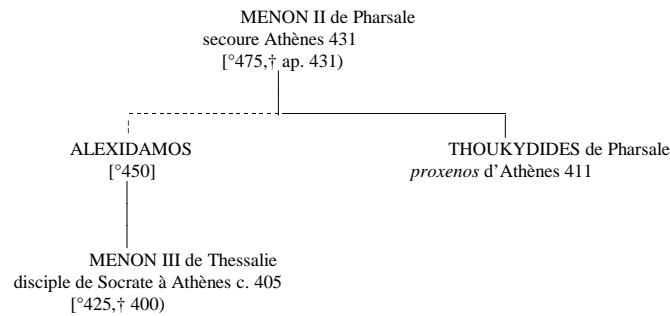 MENON II de Pharsale
secoure Athènes 431
[°475,† ap. 431)
ALEXIDAMOS
[°450]
THOUKYDIDES de Pharsale
proxenos d'Athènes 411
MENON III de Thessalie
disciple de Socrate à Athènes c. 405
[°425,† 400)